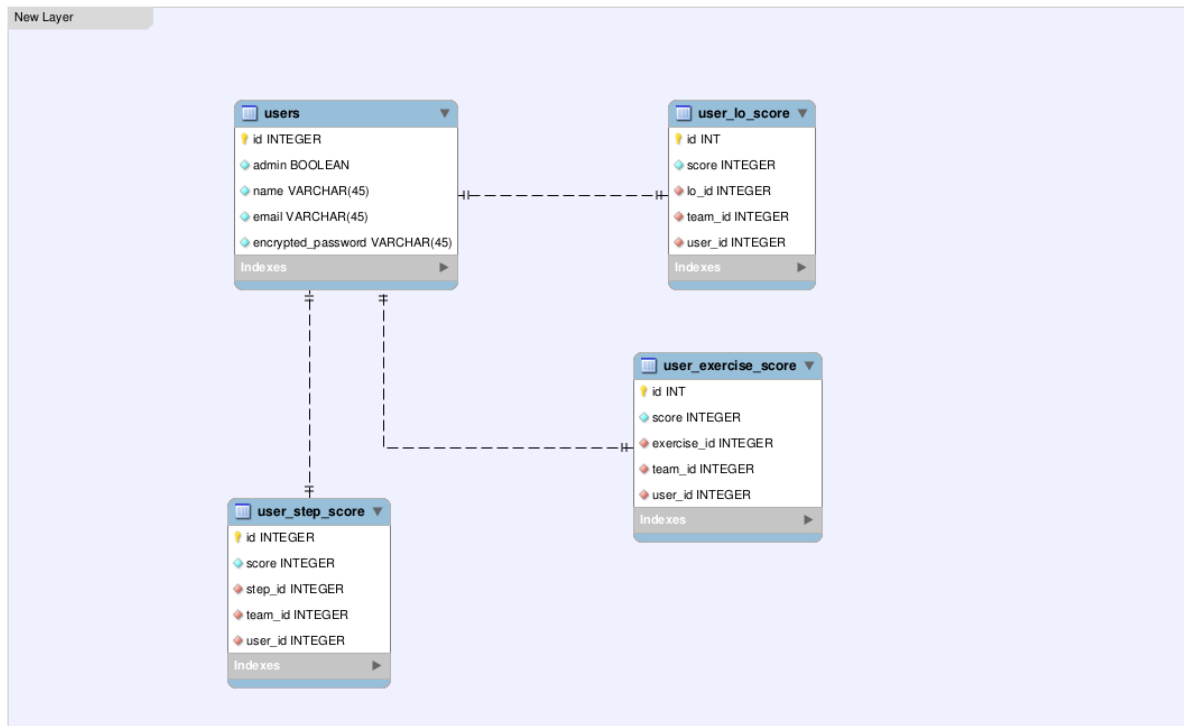 New Layer
users
id INTEGER
admin BOOLEAN
name VARCHAR(45)
email VARCHAR(45)
encrypted_password VARCHAR(45)
Indexes
user_lo_score
id INT
score INTEGER
lo_id INTEGER
team_id INTEGER
user_id INTEGER
Indexes
user_exercise_score
id INT
score INTEGER
exercise_id INTEGER
team_id INTEGER
user_id INTEGER
Indexes
user_step_score
id INTEGER
score INTEGER
step_id INTEGER
team_id INTEGER
user_id INTEGER
Indexes